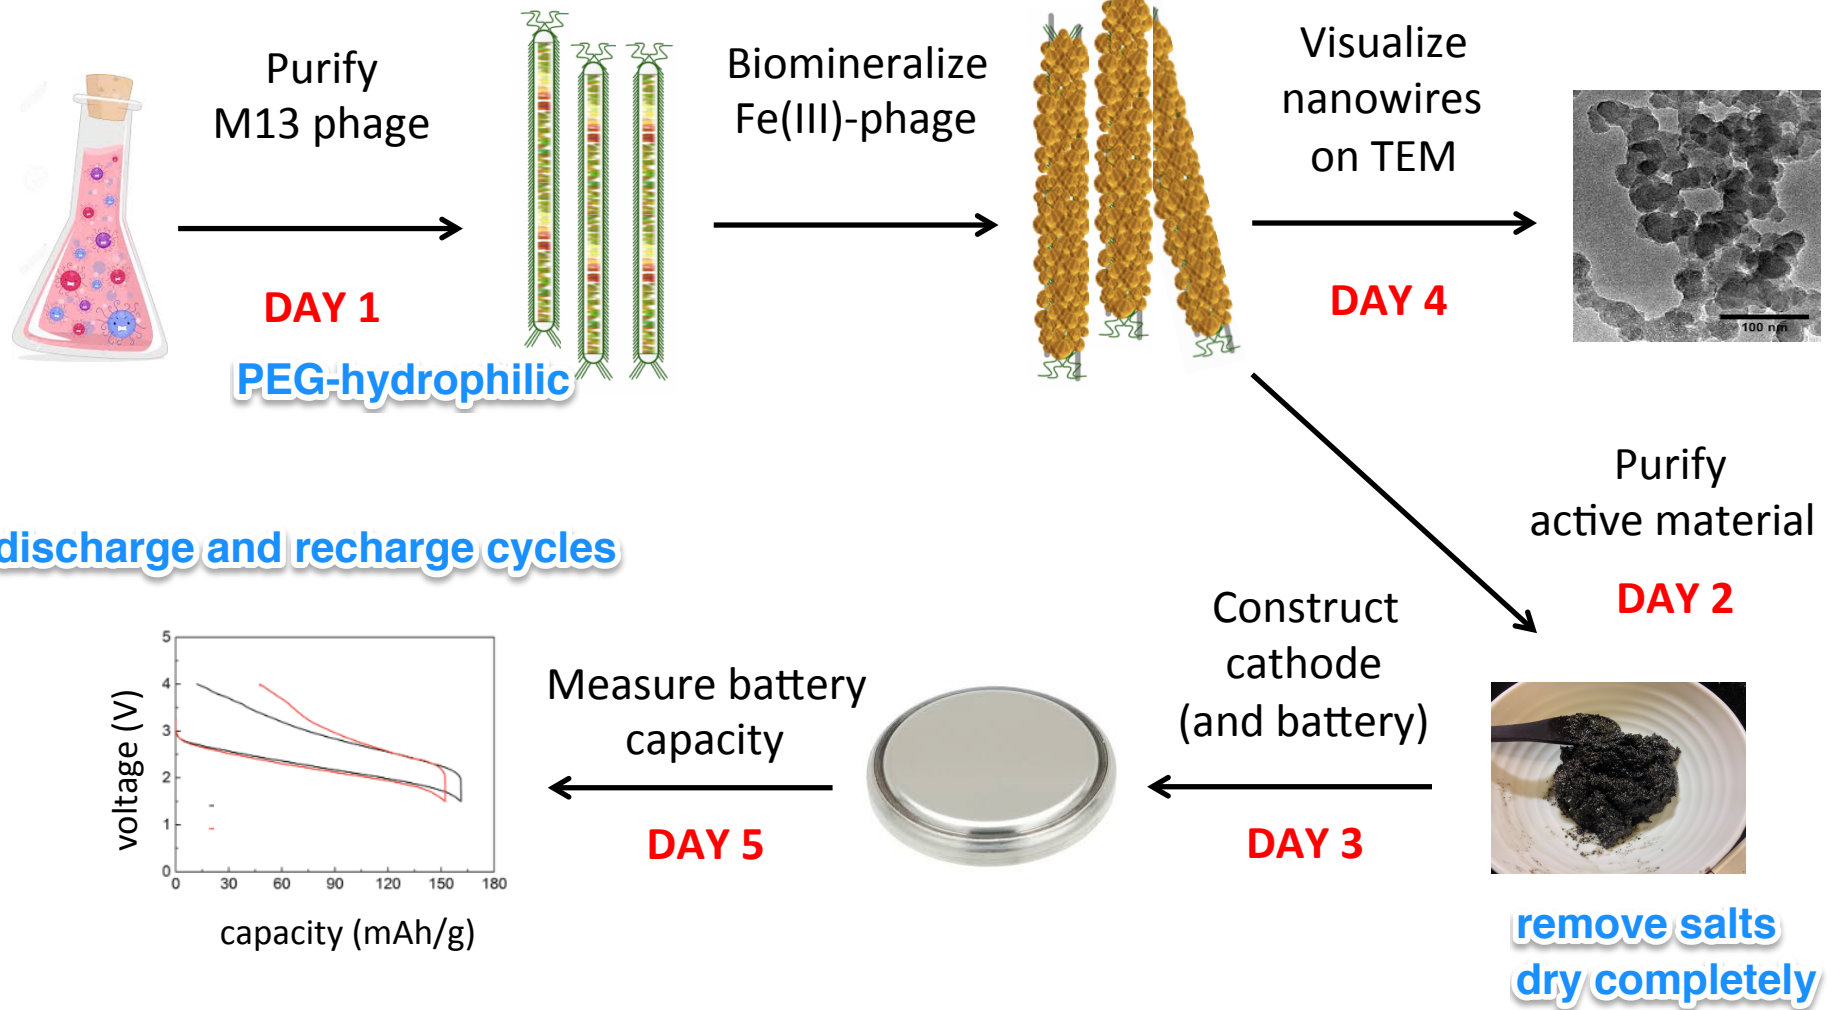 Purify
M13 phage
DAY 1
PEG-hydrophilic
Biomineralize
Fe(III)-phage
Visualize
nanowires
on TEM
DAY 4
100 nm
Purify
active material
DAY 2
remove salts
dry completely
Construct
cathode
(and battery)
DAY 3
Measure battery
capacity
DAY 5
discharge and recharge cycles
voltage (V)
5
4
3
2
1
0
0 30 60 90 120 150 180
capacity (mAh/g)